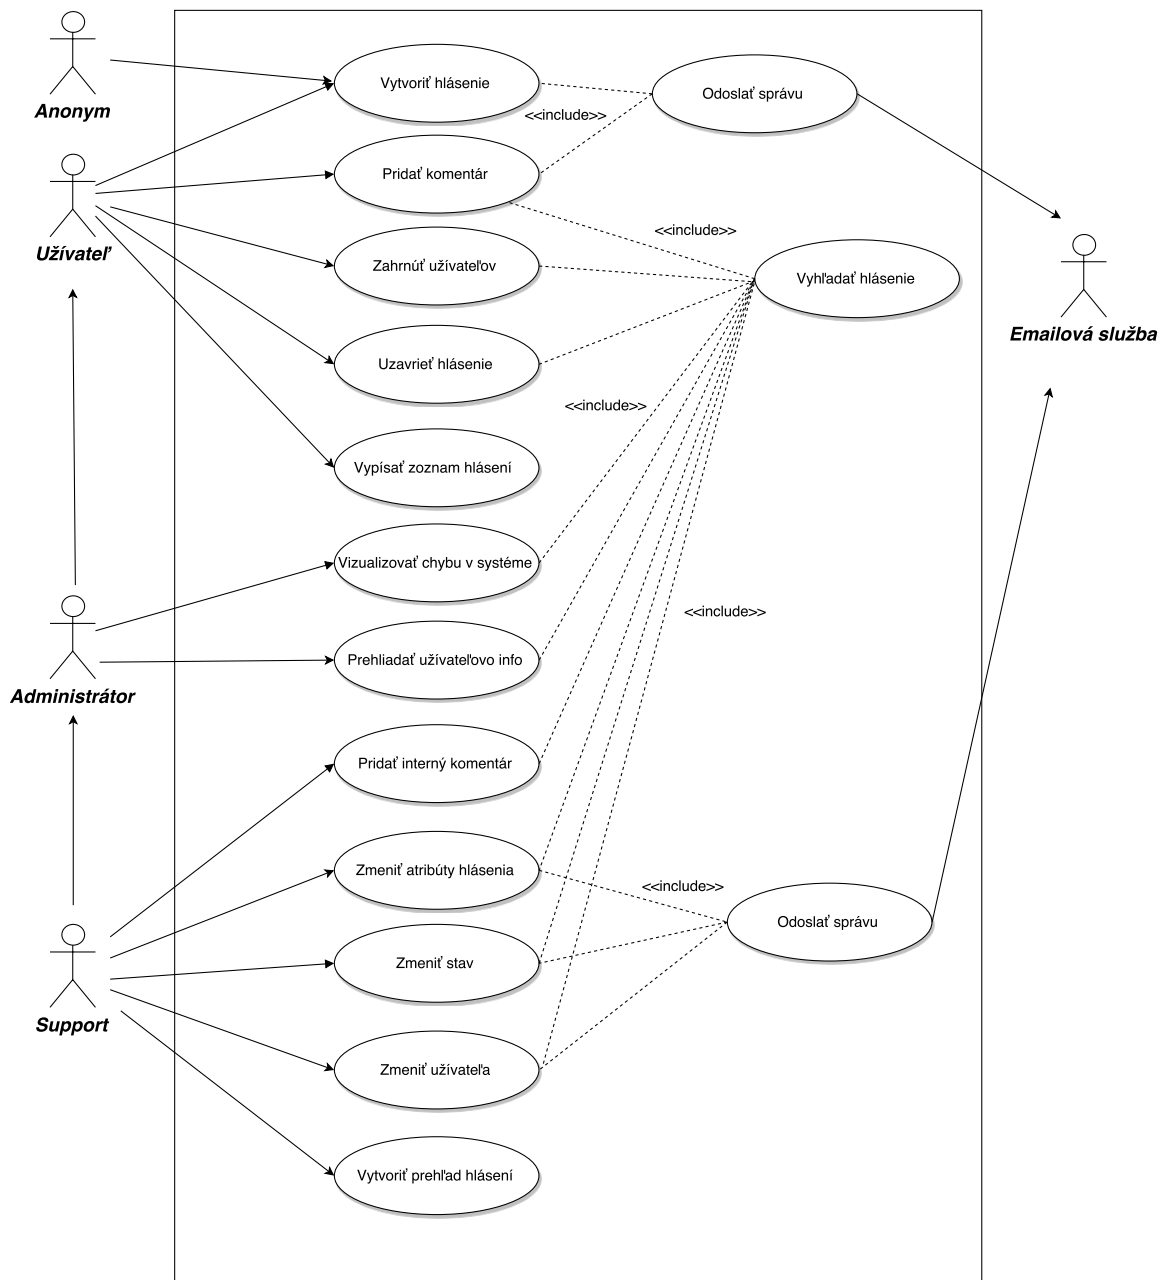 Anonym
Vytvoriť hlásenie
Odoslať správu
<<include>>
Užívateľ
Pridať komentár
<<include>>
Zahrnúť užívateľov
Vyhľadať hlásenie
Emailová služba
Uzavrieť hlásenie
<<include>>
Vypísať zoznam hlásení
Vizualizovať chybu v systéme
<<include>>
Administrátor
Prehliadať užívateľovo info
Pridať interný komentár
Zmeniť atribúty hlásenia
<<include>>
Odoslať správu
Zmeniť stav
Support
Zmeniť užívateľa
Vytvoriť prehľad hlásení